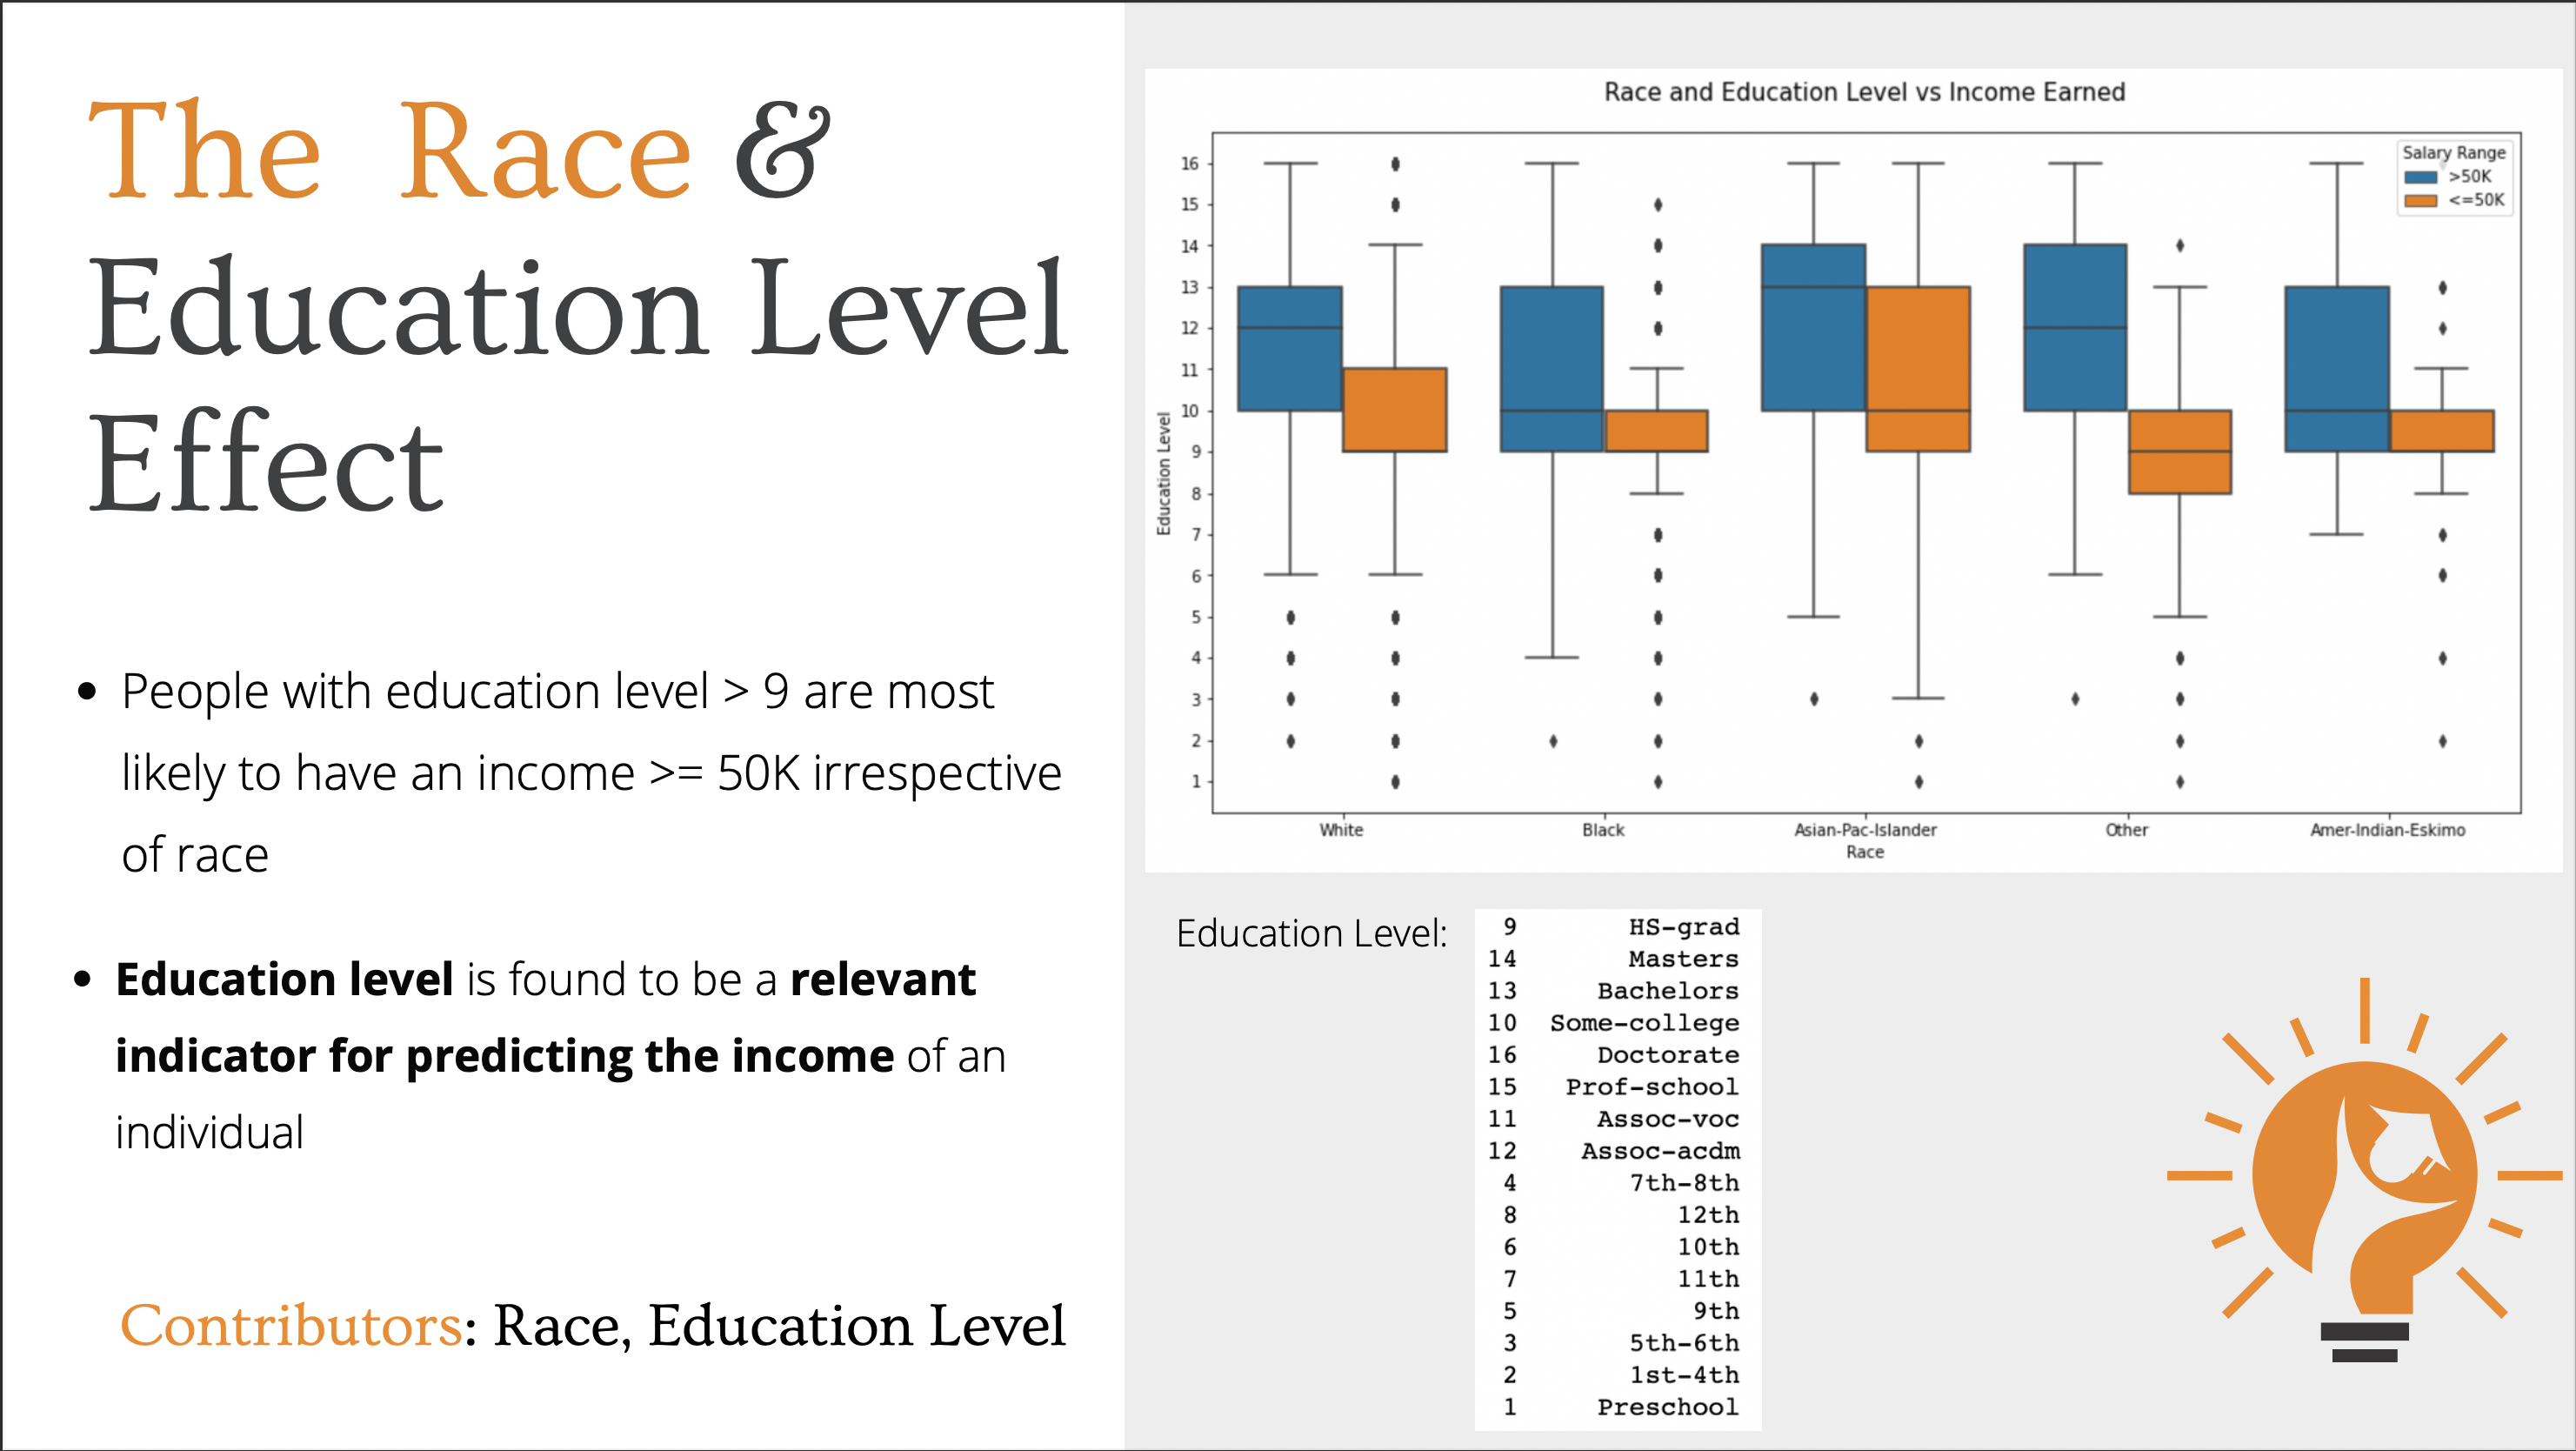 The Race &
Education Level
Effect
• People with education level > 9 are most
likely to have an income >= 50K irrespective
of race
• Education level is found to be a relevant
indicator for predicting the income of an
individual
Contributors: Race, Education Level
Race and Education Level vs Income Earned
Salary Range
>50K
<=50K
Education Level
16
15
14
13
12
11
10
9
8
7
6
5
4
3
2
1
White Black Asian-Pac-Islander Other Amer-Indian-Eskimo
Race
Education Level:
9 HS-grad
14 Masters
13 Bachelors
10 Some-college
16 Doctorate
15 Prof-school
11 Assoc-voc
12 Assoc-acdm
4 7th-8th
8 12th
6 10th
7 11th
5 9th
3 5th-6th
2 1st-4th
1 Preschool